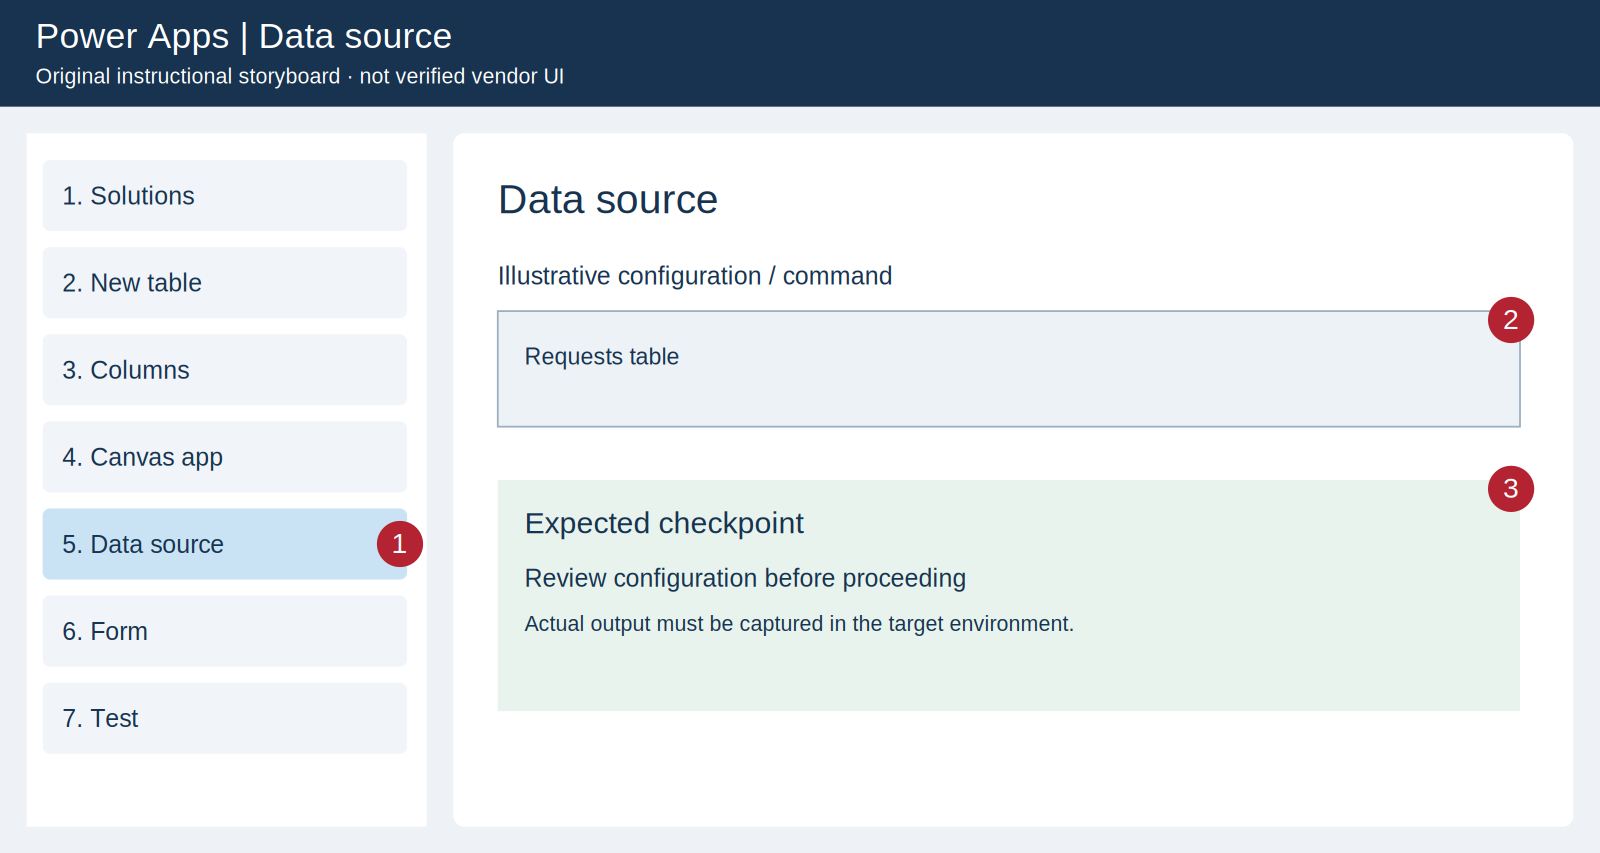 Power Apps | Data source
Original instructional storyboard · not verified vendor UI
1. Solutions
2. New table
3. Columns
4. Canvas app
5. Data source
1
6. Form
7. Test
Data source
Illustrative configuration / command
2
Requests table
3
Expected checkpoint
Review configuration before proceeding
Actual output must be captured in the target environment.